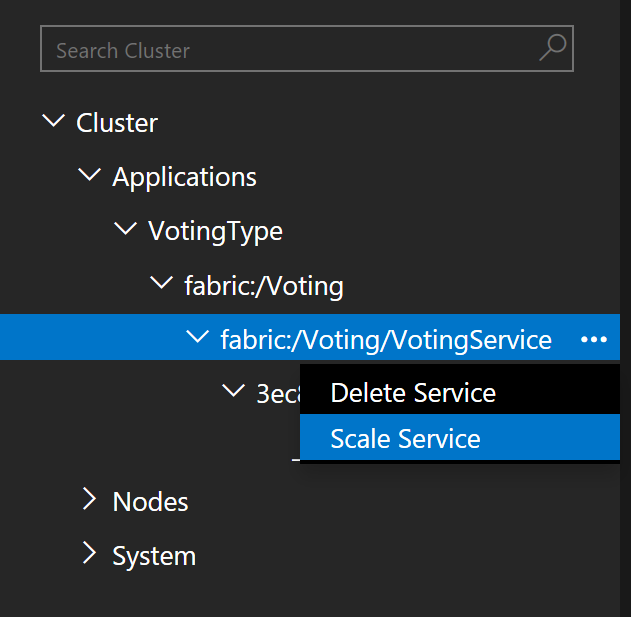 Search Cluster
Cluster
Applications
VotingType
fabric:/Voting
fabric:/Voting/VotingService
Delete Service
Scale Service
Nodes
System